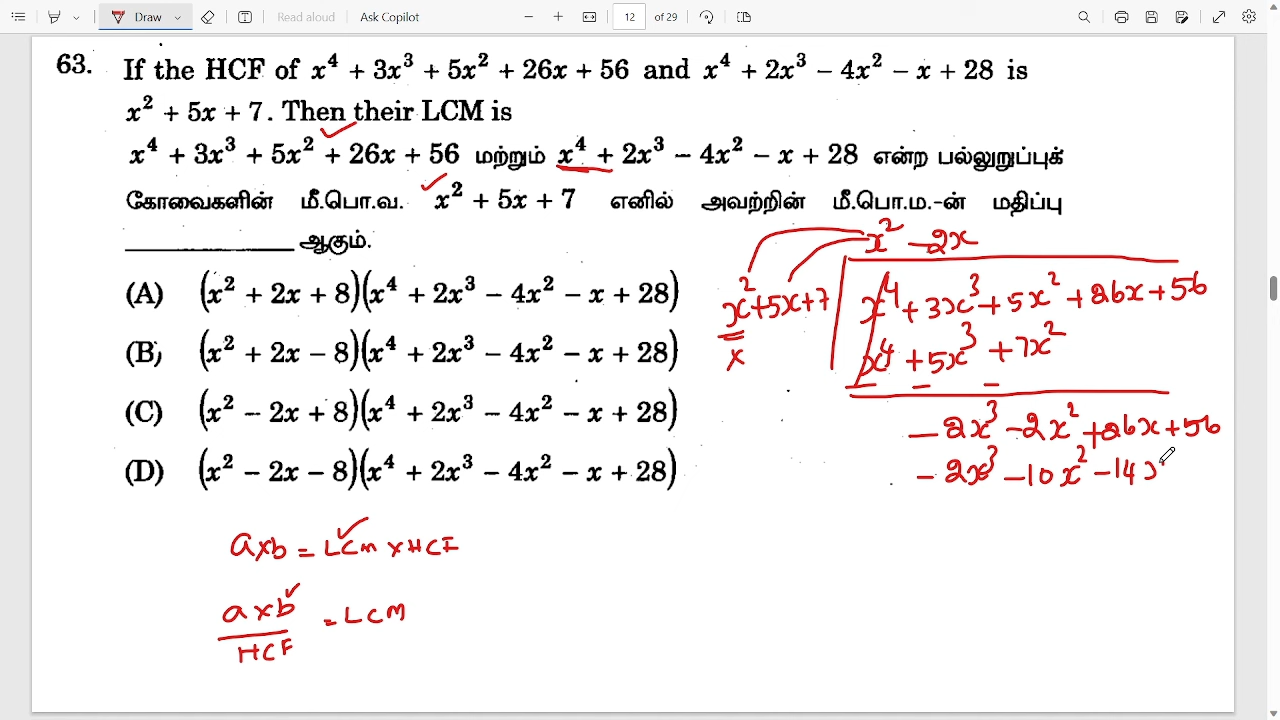 Draw
Read aloud
Ask Copilot
12 of 29
63. If the HCF of x⁴ + 3x³ + 5x² + 26x + 56 and x⁴ + 2x³ − 4x² − x + 28 is
x² + 5x + 7. Then their LCM is
x⁴ + 3x³ + 5x² + 26x + 56 மற்றும் x⁴ + 2x³ − 4x² − x + 28 என்ற பல்லுறுப்புக்
கோவைகளின் மீ.பொ.வ. x² + 5x + 7 எனில் அவற்றின் மீ.பொ.ம.-ன் மதிப்பு
____________ ஆகும்.
(A) (x² + 2x + 8)(x⁴ + 2x³ − 4x² − x + 28)
(B) (x² + 2x − 8)(x⁴ + 2x³ − 4x² − x + 28)
(C) (x² − 2x + 8)(x⁴ + 2x³ − 4x² − x + 28)
(D) (x² − 2x − 8)(x⁴ + 2x³ − 4x² − x + 28)
x² − 2x
x² + 5x + 7
x
x⁴ + 3x³ + 5x² + 26x + 56
x⁴ + 5x³ + 7x²
− − −
− 2x³ − 2x² + 26x + 56
− 2x³ − 10x² − 14x
a × b = LCM × HCF
a × b
HCF
= LCM